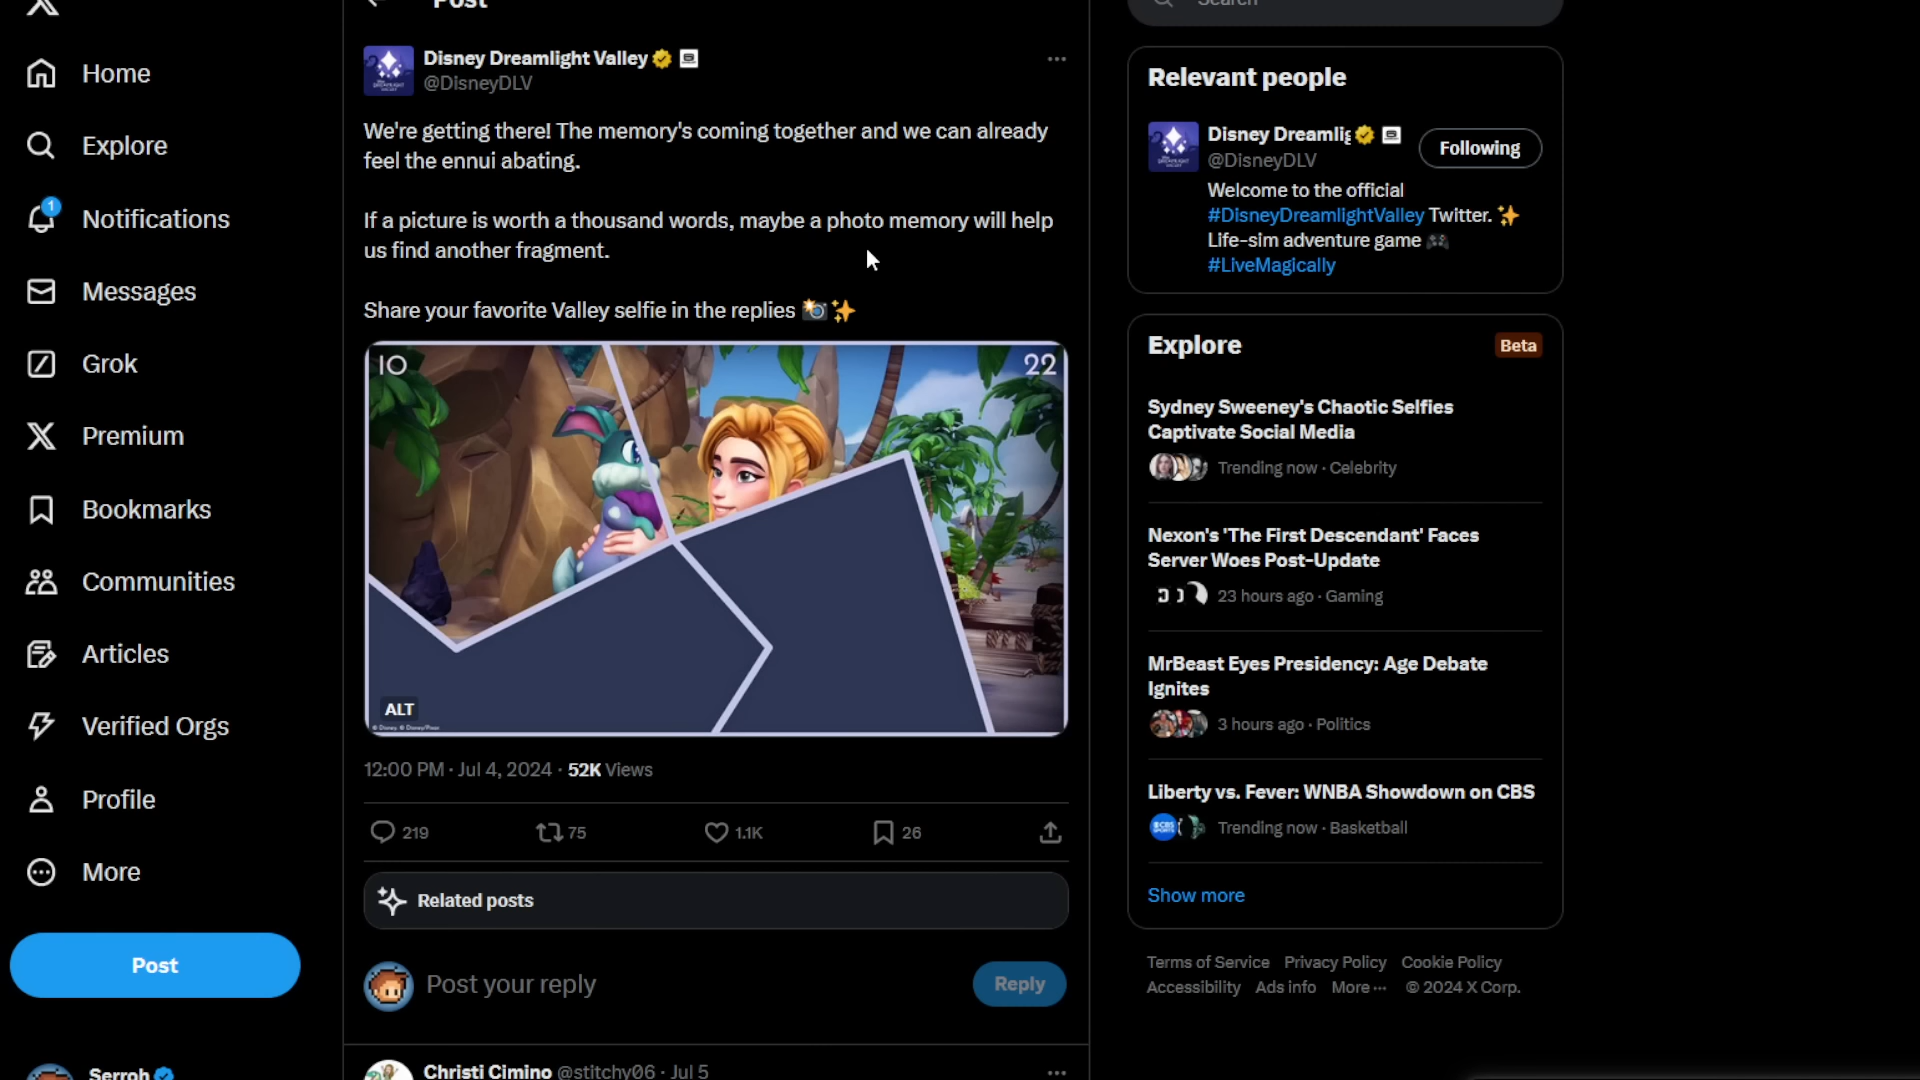 Post
Home
Explore
1
Notifications
Messages
Grok
Premium
Bookmarks
Communities
Articles
Verified Orgs
Profile
More
Post
Serroh
Disney Dreamlight Valley
@DisneyDLV
We're getting there! The memory's coming together and we can already
feel the ennui abating.
If a picture is worth a thousand words, maybe a photo memory will help
us find another fragment.
Share your favorite Valley selfie in the replies 📸✨
10
22
ALT
12:00 PM · Jul 4, 2024 · 52K Views
219
75
1.1K
26
Related posts
Post your reply
Reply
Christi Cimino @stitchy06 · Jul 5
Search
Relevant people
Disney Dreamlig
@DisneyDLV
Following
Welcome to the official
#DisneyDreamlightValley Twitter. ✨
Life-sim adventure game 🎮
#LiveMagically
Explore
Beta
Sydney Sweeney's Chaotic Selfies
Captivate Social Media
Trending now · Celebrity
Nexon's 'The First Descendant' Faces
Server Woes Post-Update
23 hours ago · Gaming
MrBeast Eyes Presidency: Age Debate
Ignites
3 hours ago · Politics
Liberty vs. Fever: WNBA Showdown on CBS
Trending now · Basketball
Show more
Terms of Service Privacy Policy Cookie Policy
Accessibility Ads info More ··· © 2024 X Corp.